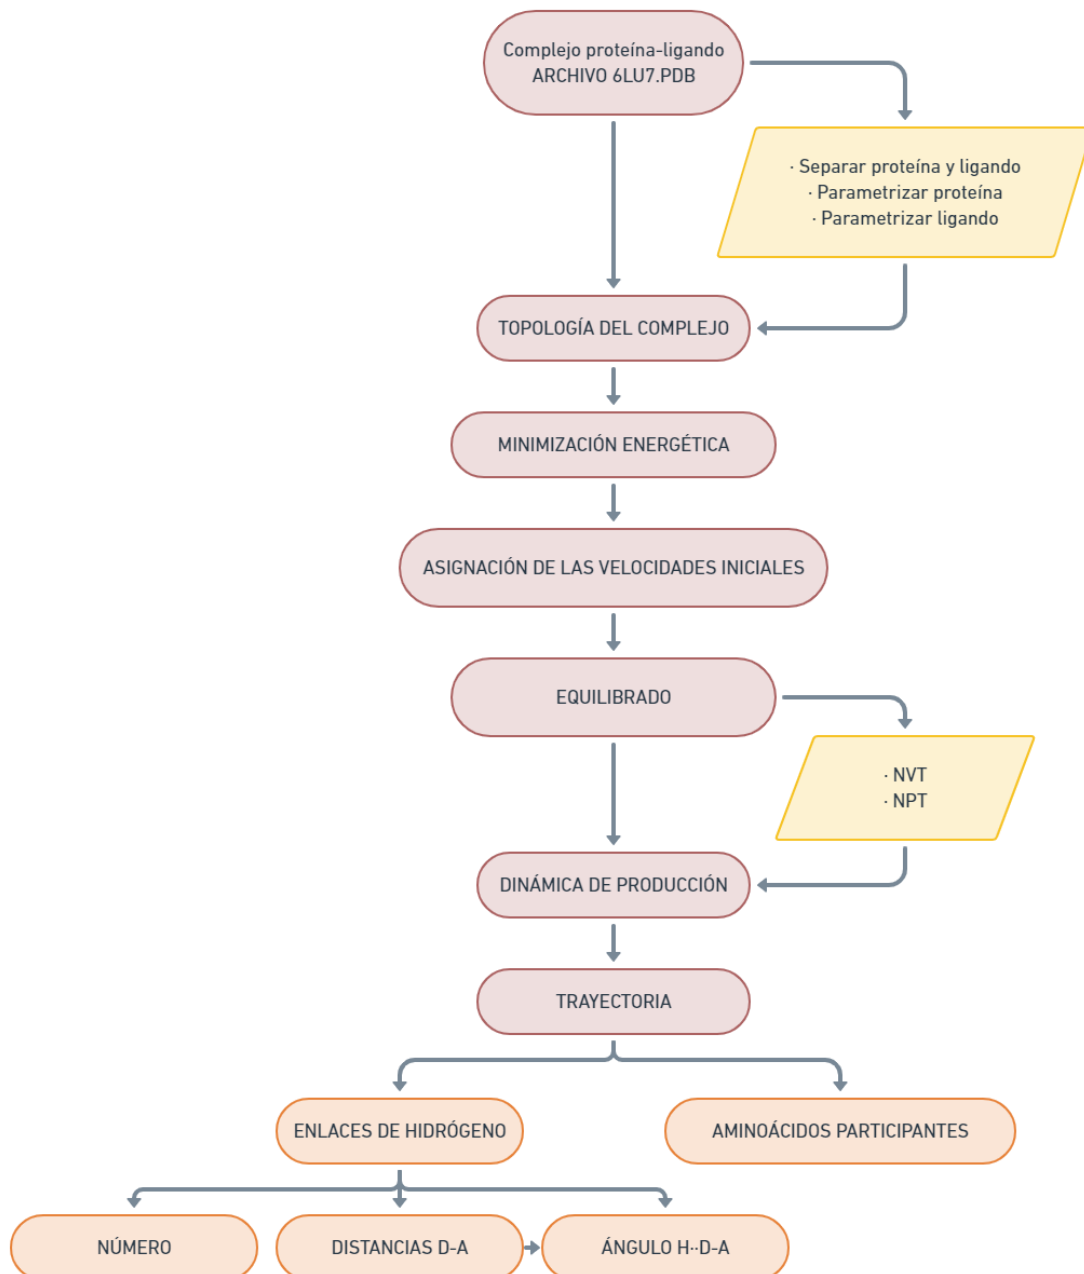 Complejo proteína-ligando
ARCHIVO 6LU7.PDB
· Separar proteína y ligando
· Parametrizar proteína
· Parametrizar ligando
TOPOLOGÍA DEL COMPLEJO
MINIMIZACIÓN ENERGÉTICA
ASIGNACIÓN DE LAS VELOCIDADES INICIALES
EQUILIBRADO
· NVT
· NPT
DINÁMICA DE PRODUCCIÓN
TRAYECTORIA
ENLACES DE HIDRÓGENO
AMINOÁCIDOS PARTICIPANTES
NÚMERO
DISTANCIAS D-A
ÁNGULO H··D-A